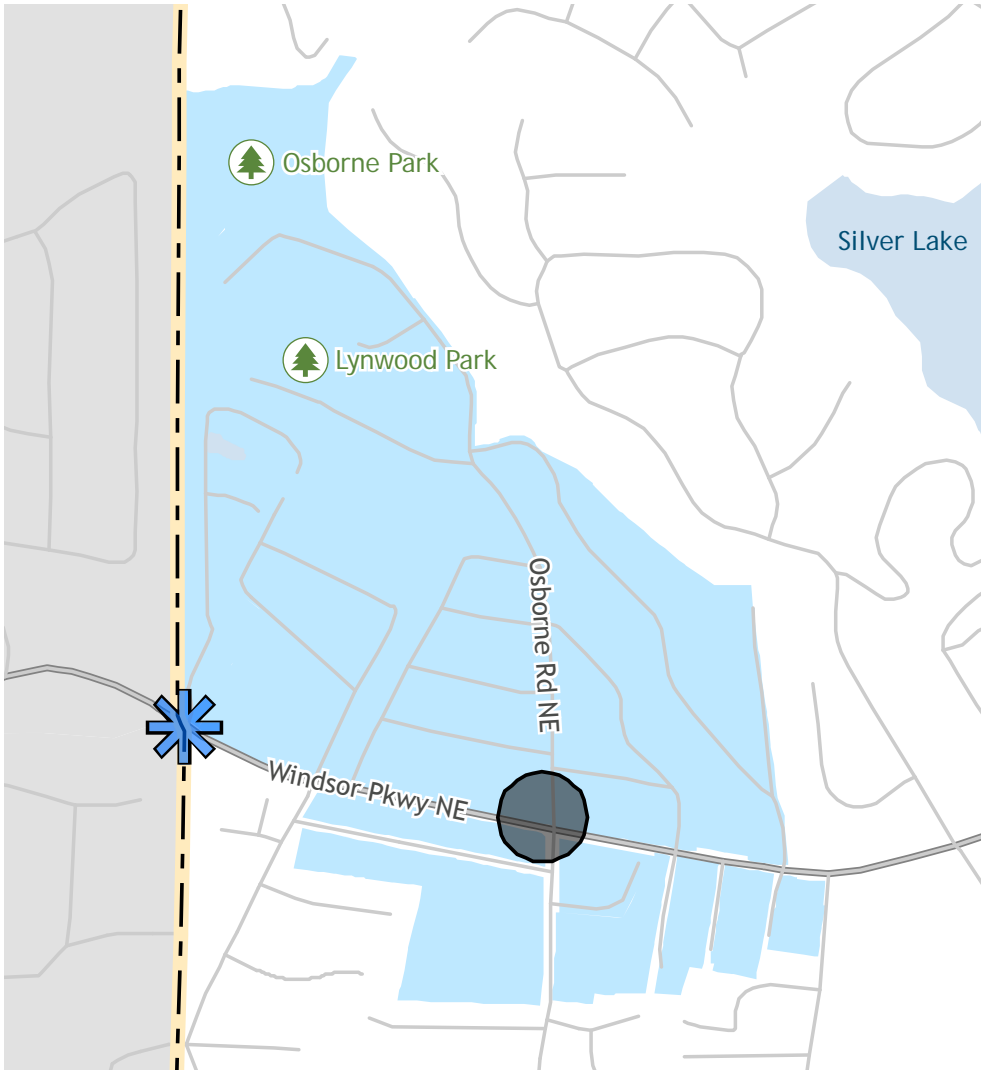 Osborne Park
Silver Lake
Lynwood Park
Osborne Rd NE
Windsor Pkwy NE